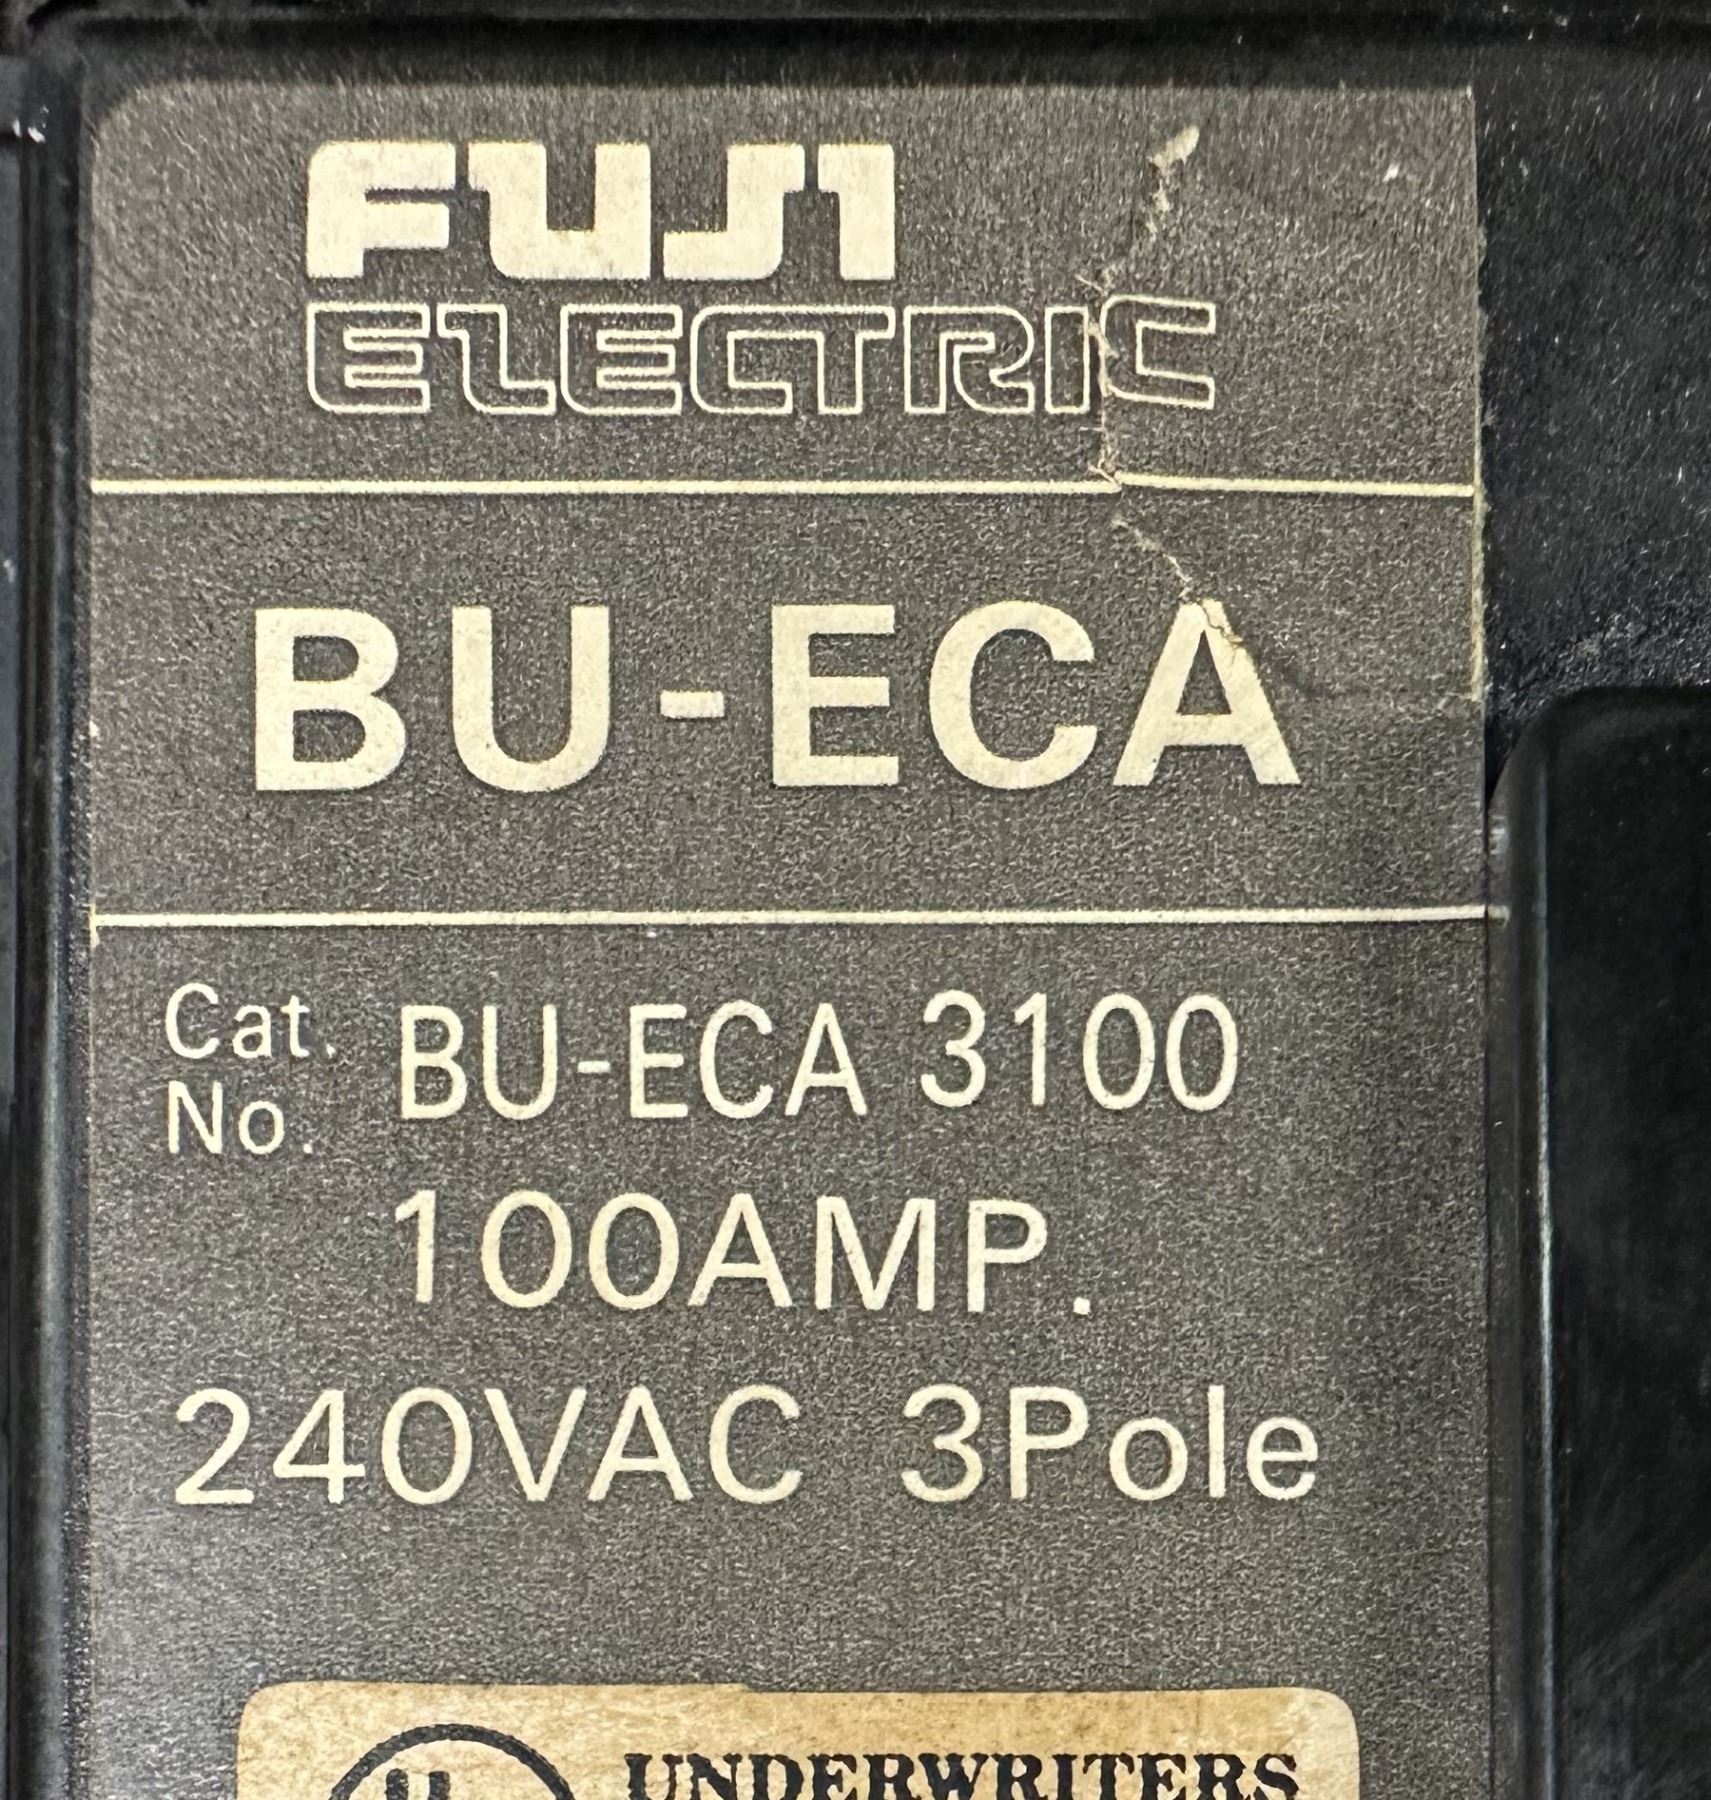 FUJI
ELECTRIC
BU-ECA
Cat. No. BU-ECA 3100
100AMP.
240VAC 3Pole
UNDERWRITERS